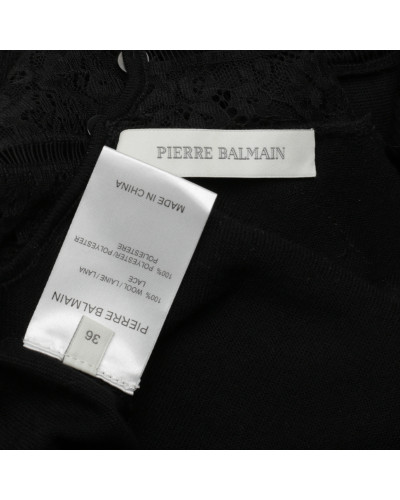 PIERRE BALMAIN
36
PIERRE BALMAIN
100% WOOL / LAINE / LANA
LACE
100% POLYESTER/POLYESTER
POLIESTERE
MADE IN CHINA